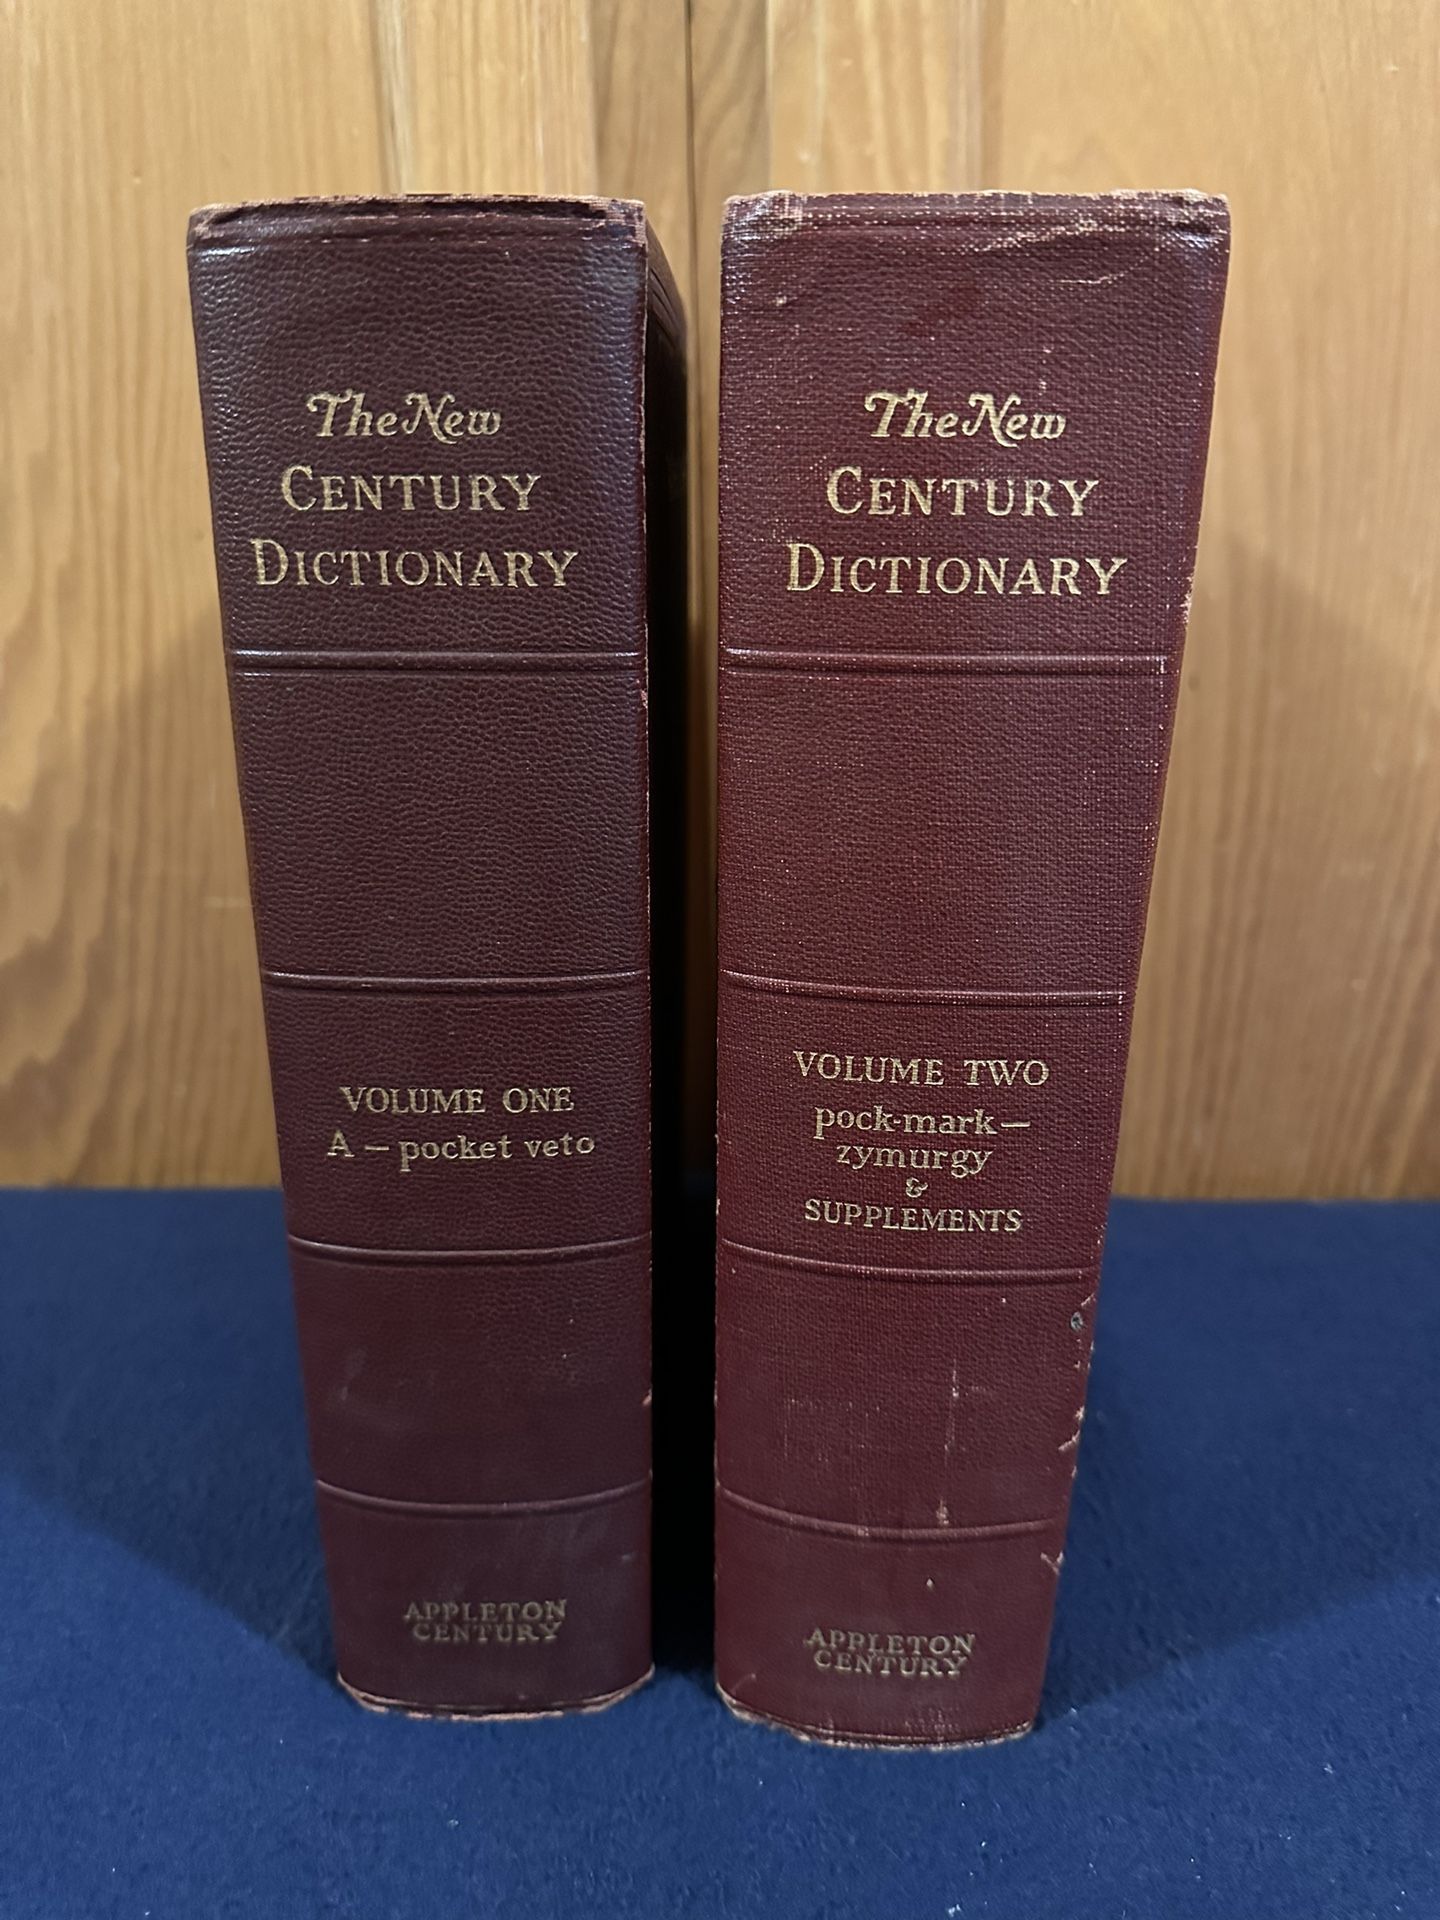 The New
CENTURY
DICTIONARY
VOLUME ONE
A — pocket veto
APPLETON
CENTURY
The New
CENTURY
DICTIONARY
VOLUME TWO
pock-mark—
zymurgy
&
SUPPLEMENTS
APPLETON
CENTURY